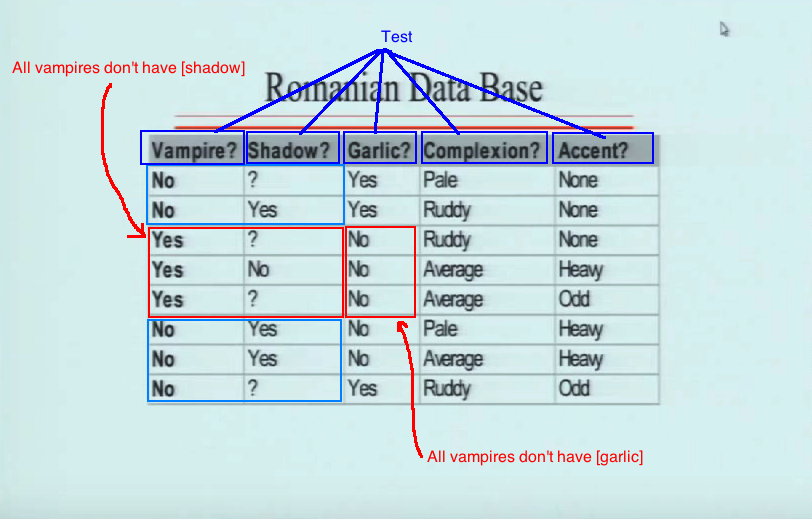 Test
All vampires don't have [shadow]
Romanian Data Base
Vampire? Shadow? Garlic? Complexion? Accent?
No ? Yes Pale None
No Yes Yes Ruddy None
Yes ? No Ruddy None
Yes No No Average Heavy
Yes ? No Average Odd
No Yes No Pale Heavy
No Yes No Average Heavy
No ? Yes Ruddy Odd
All vampires don't have [garlic]